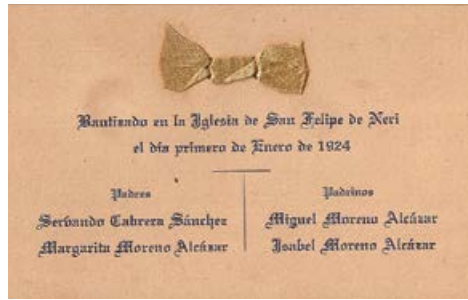 Bautizado en la Iglesia de San Felipe de Neri
el día primero de Enero de 1924
Padres
Servando Cabrera Sánchez
Margarita Moreno Alcázar
Padrinos
Miguel Moreno Alcázar
Isabel Moreno Alcázar